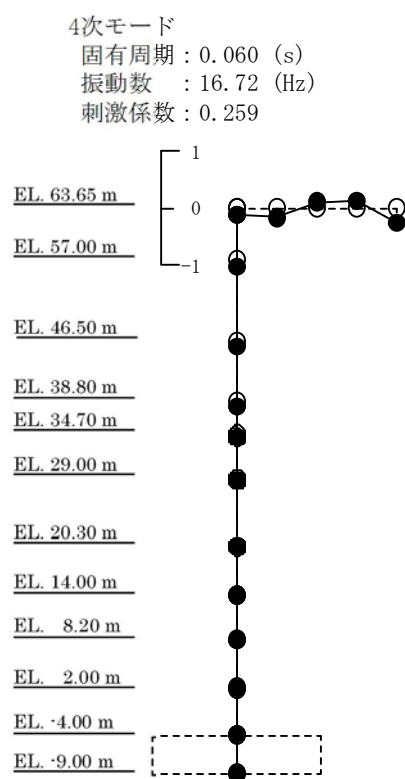 4次モード
固有周期：0.060 (s)
振動数　：16.72 (Hz)
刺激係数：0.259
1
EL. 63.65 m
0
EL. 57.00 m
-1
EL. 46.50 m
EL. 38.80 m
EL. 34.70 m
EL. 29.00 m
EL. 20.30 m
EL. 14.00 m
EL. 8.20 m
EL. 2.00 m
EL. -4.00 m
EL. -9.00 m